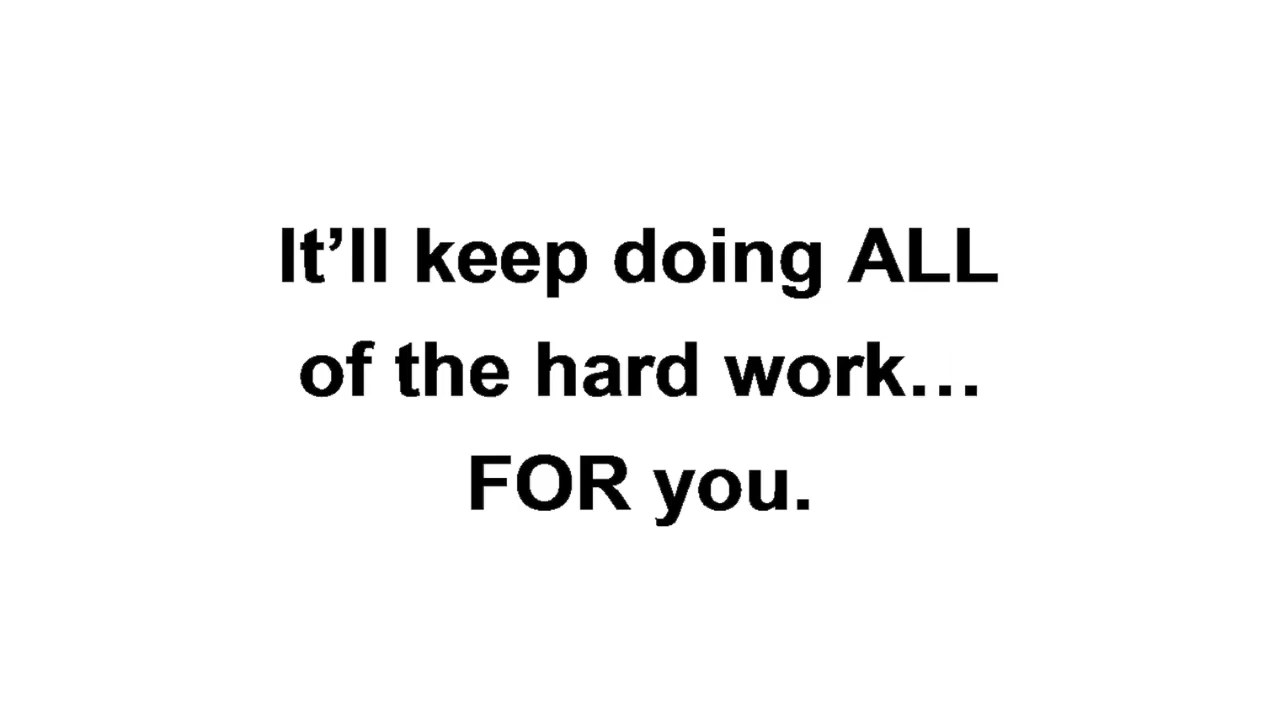 It’ll keep doing ALL
of the hard work…
FOR you.